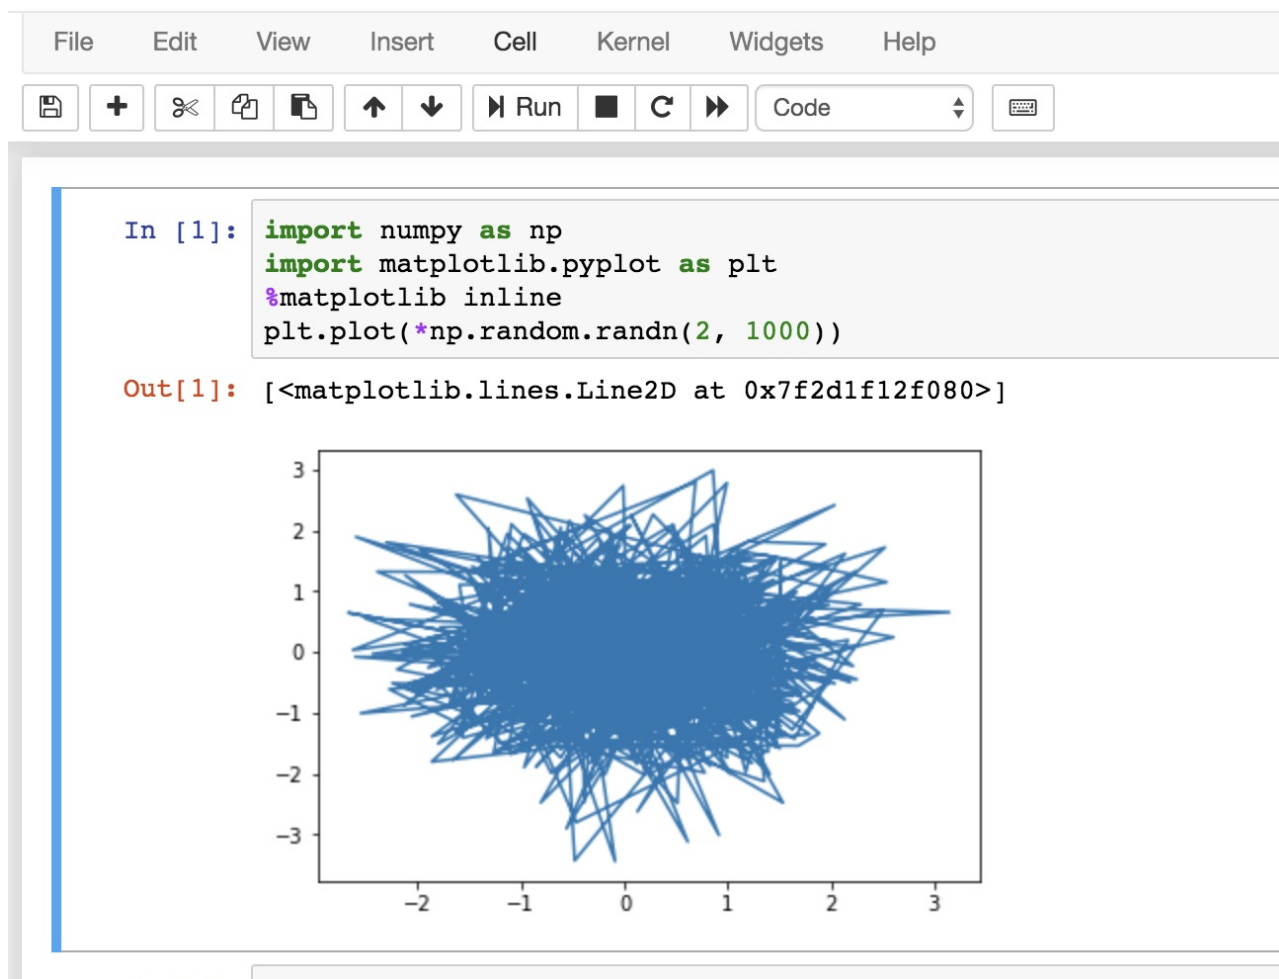 File Edit View Insert Cell Kernel Widgets Help
Run Code
In [1]: import numpy as np
import matplotlib.pyplot as plt
%matplotlib inline
plt.plot(*np.random.randn(2, 1000))
Out[1]: [<matplotlib.lines.Line2D at 0x7f2d1f12f080>]
3
2
1
0
−1
−2
−3
−2 −1 0 1 2 3